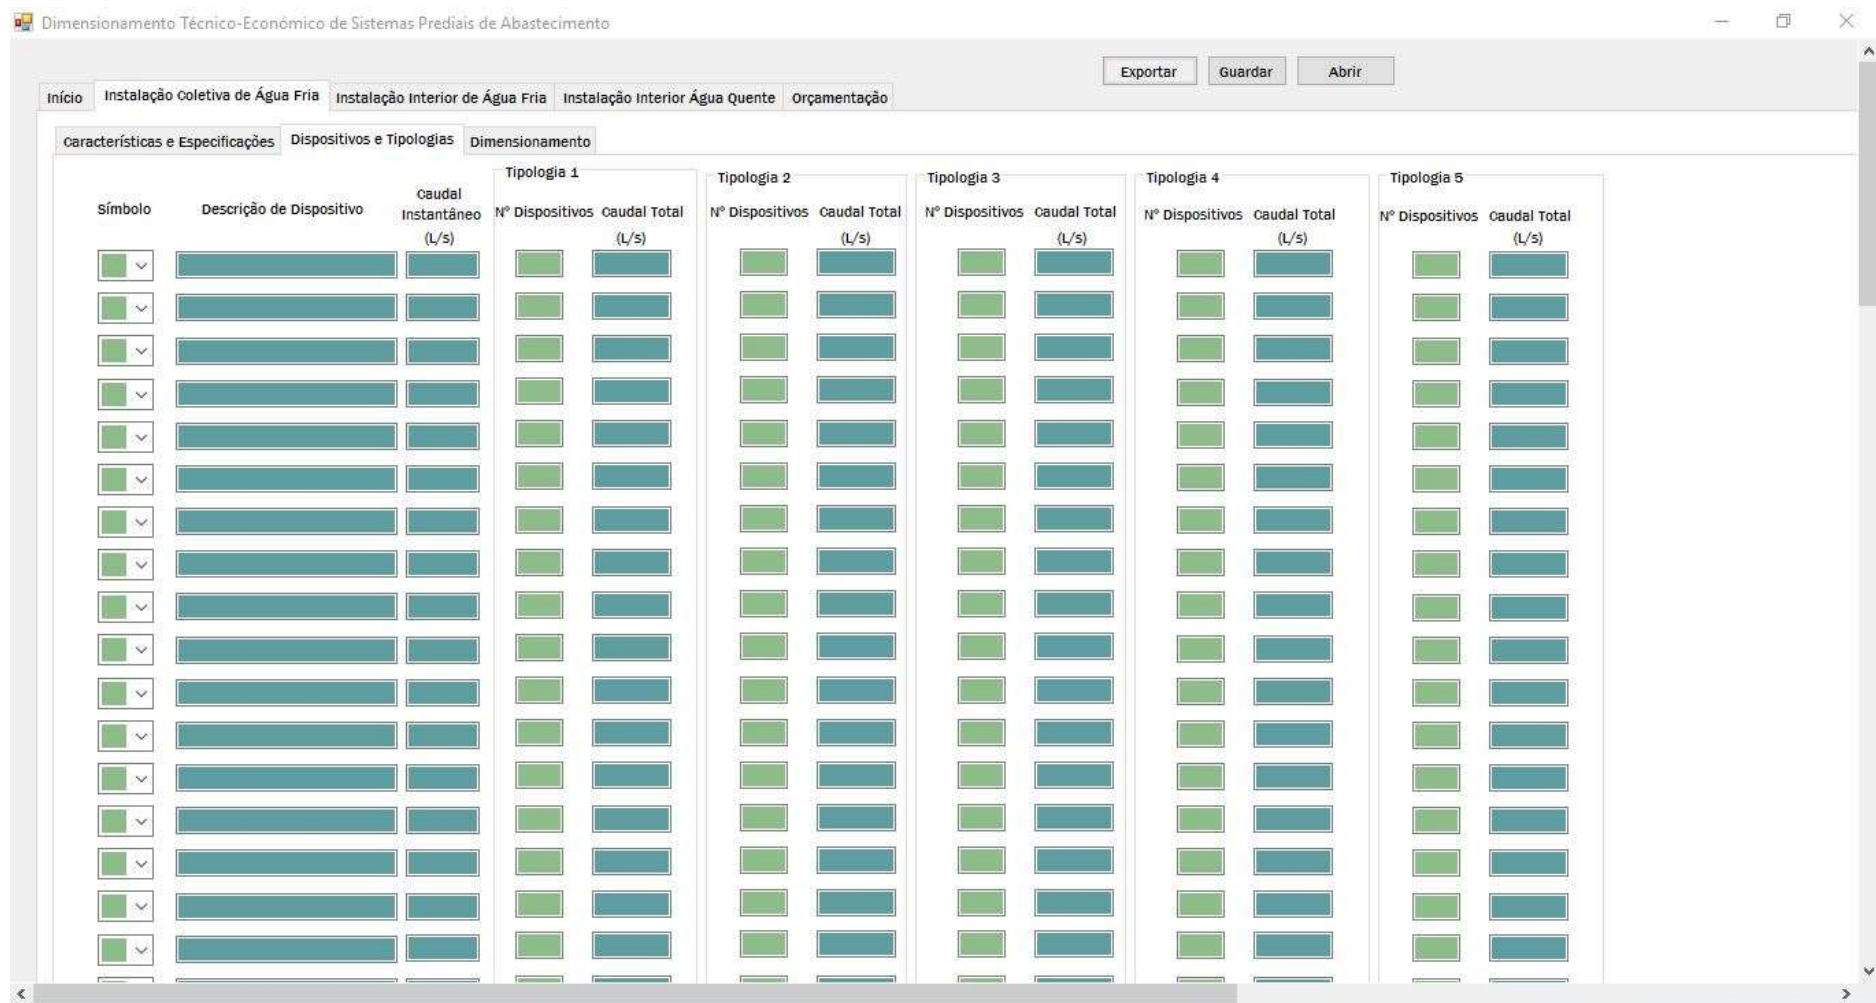 Dimensionamento Técnico-Económico de Sistemas Prediais de Abastecimento
Exportar Guardar Abrir
Início Instalação Coletiva de Água Fria Instalação Interior de Água Fria Instalação Interior Água Quente Orçamentação
Características e Especificações Dispositivos e Tipologias Dimensionamento
Tipologia 1 Tipologia 2 Tipologia 3 Tipologia 4 Tipologia 5
Símbolo Descrição de Dispositivo Caudal Instantâneo (L/s) Nº Dispositivos Caudal Total (L/s) Nº Dispositivos Caudal Total (L/s) Nº Dispositivos Caudal Total (L/s) Nº Dispositivos Caudal Total (L/s) Nº Dispositivos Caudal Total (L/s)